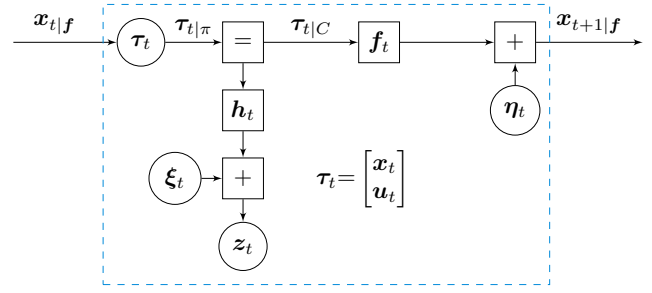 x_{t|f} τ_{t|π} τ_{t|C} x_{t+1|f}
τ_t = f_t +
h_t η_t
ξ_t + τ_t = [x_t
u_t]
z_t